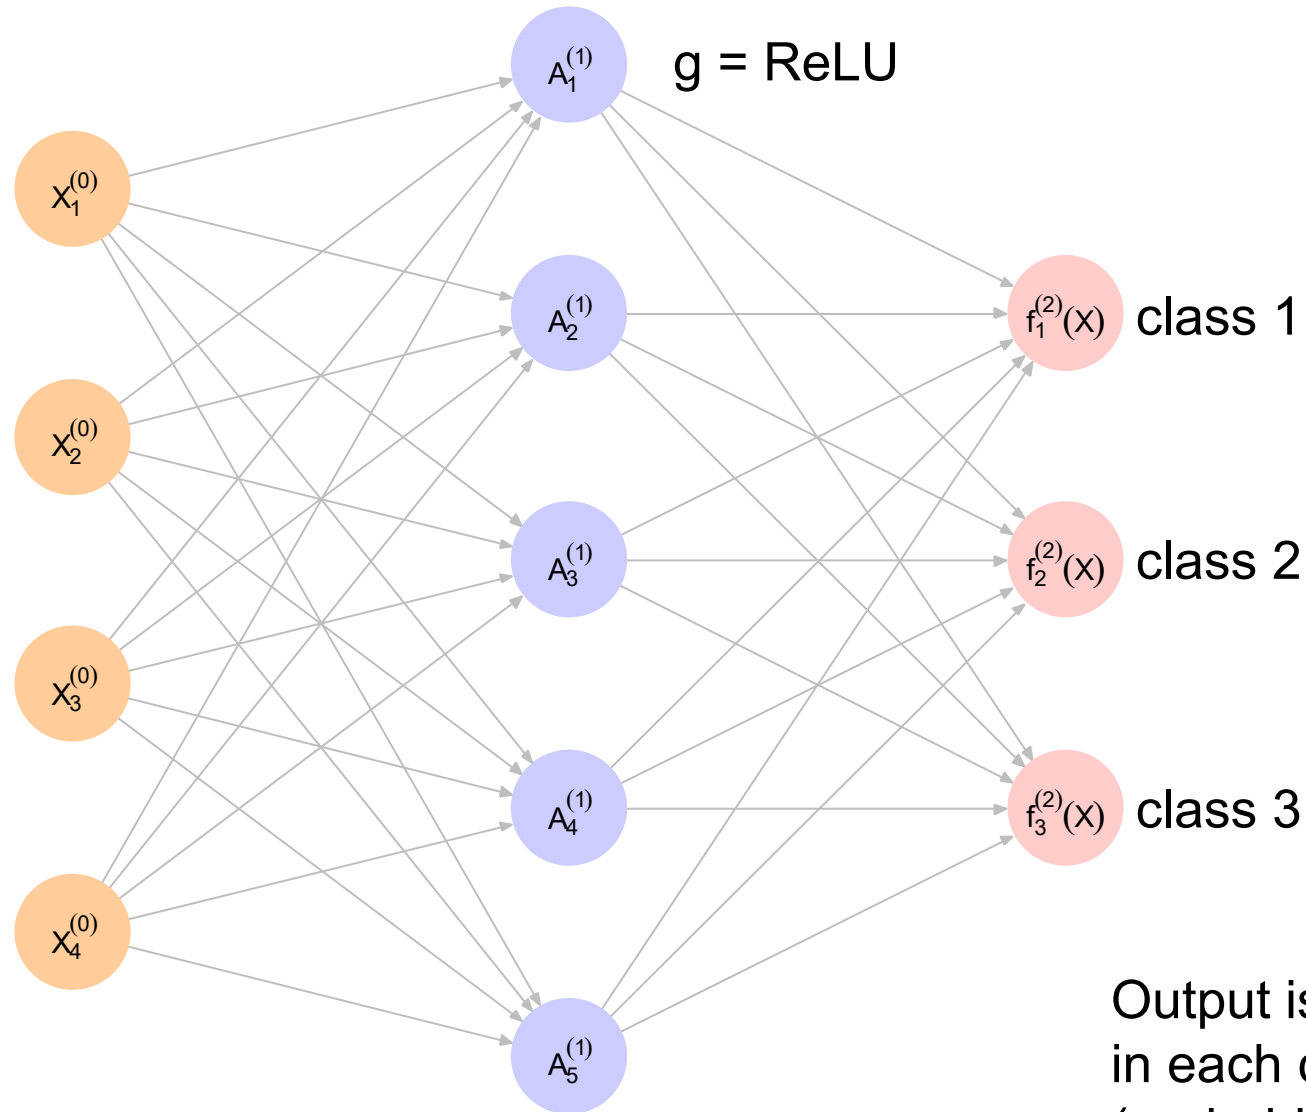 A₁⁽¹⁾
g = ReLU
X₁⁽⁰⁾
A₂⁽¹⁾
f₁⁽²⁾(X)
class 1
X₂⁽⁰⁾
A₃⁽¹⁾
f₂⁽²⁾(X)
class 2
X₃⁽⁰⁾
A₄⁽¹⁾
f₃⁽²⁾(X)
class 3
X₄⁽⁰⁾
Output
in each
A₅⁽¹⁾